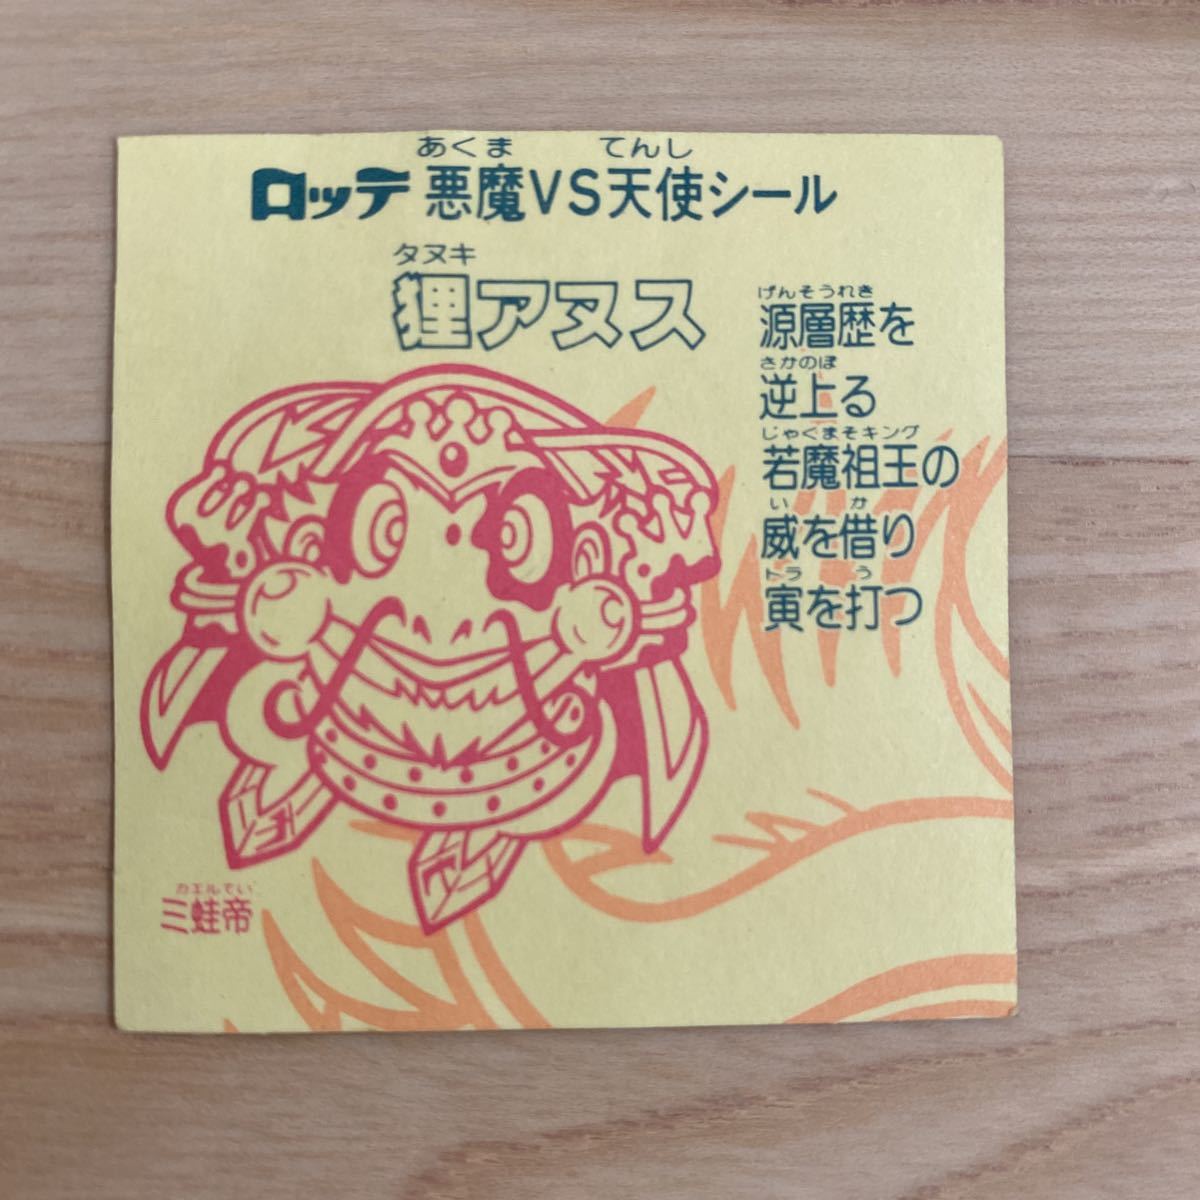 あくま てんし
ロッテ 悪魔VS天使シール
タヌキ
狸アヌス
げんそうれき
源層歴を
さかのぼ
逆上る
じゃくまそキング
若魔祖王の
い か
威を借り
トラ う
寅を打つ
カエルてい
三蛙帝